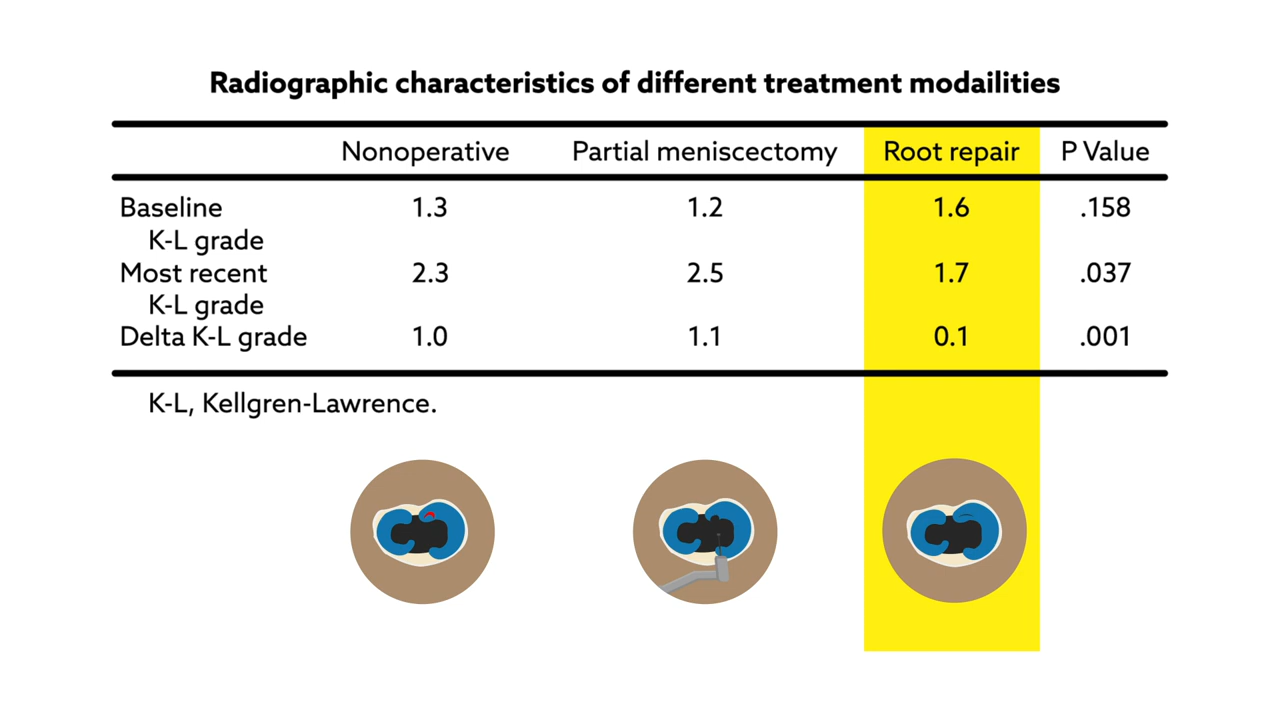 Radiographic characteristics of different treatment modailities
Nonoperative Partial meniscectomy Root repair P Value
Baseline 1.3 1.2 1.6 .158
K-L grade
Most recent 2.3 2.5 1.7 .037
K-L grade
Delta K-L grade 1.0 1.1 0.1 .001
K-L, Kellgren-Lawrence.